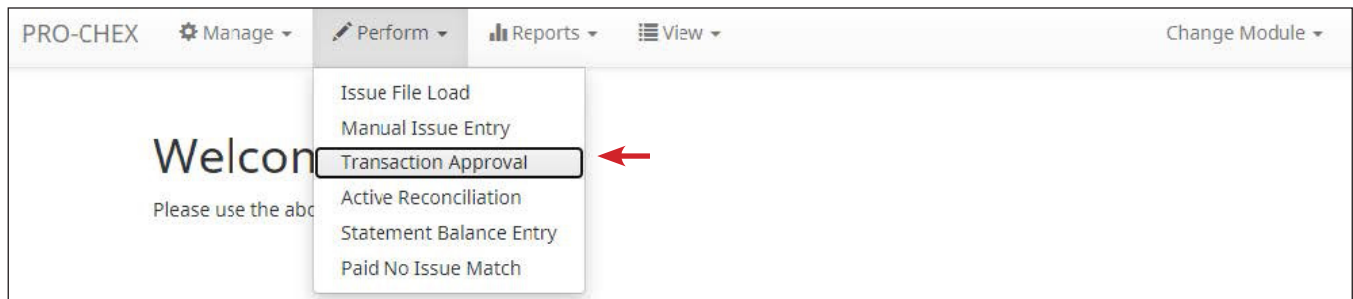 PRO-CHEX Manage Perform Reports View Change Module
Issue File Load
Manual Issue Entry
Welcon
Transaction Approval
Active Reconciliation
Please use the abo
Statement Balance Entry
Paid No Issue Match